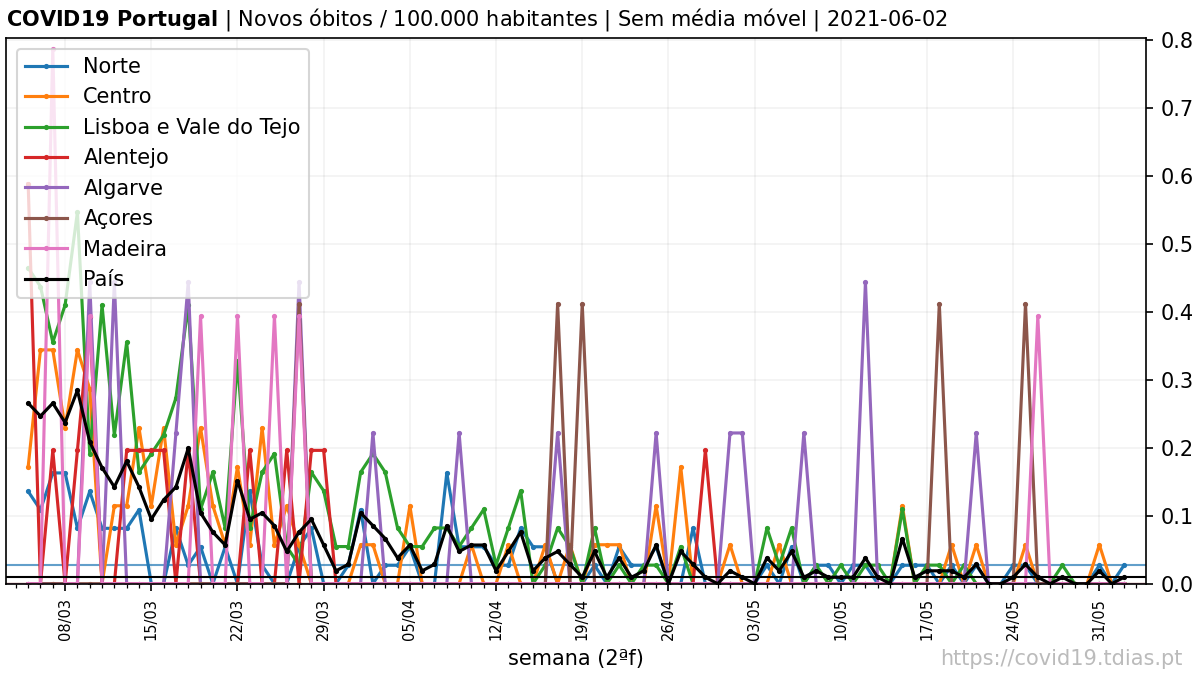 COVID19 Portugal | Novos óbitos / 100.000 habitantes | Sem média móvel | 2021-06-02
Norte
Centro
Lisboa e Vale do Tejo
Alentejo
Algarve
Açores
Madeira
País
0.8
0.7
0.6
0.5
0.4
0.3
0.2
0.1
0.0
08/03
15/03
22/03
29/03
05/04
12/04
19/04
26/04
03/05
10/05
17/05
24/05
31/05
semana (2ªf)
https://covid19.tdias.pt